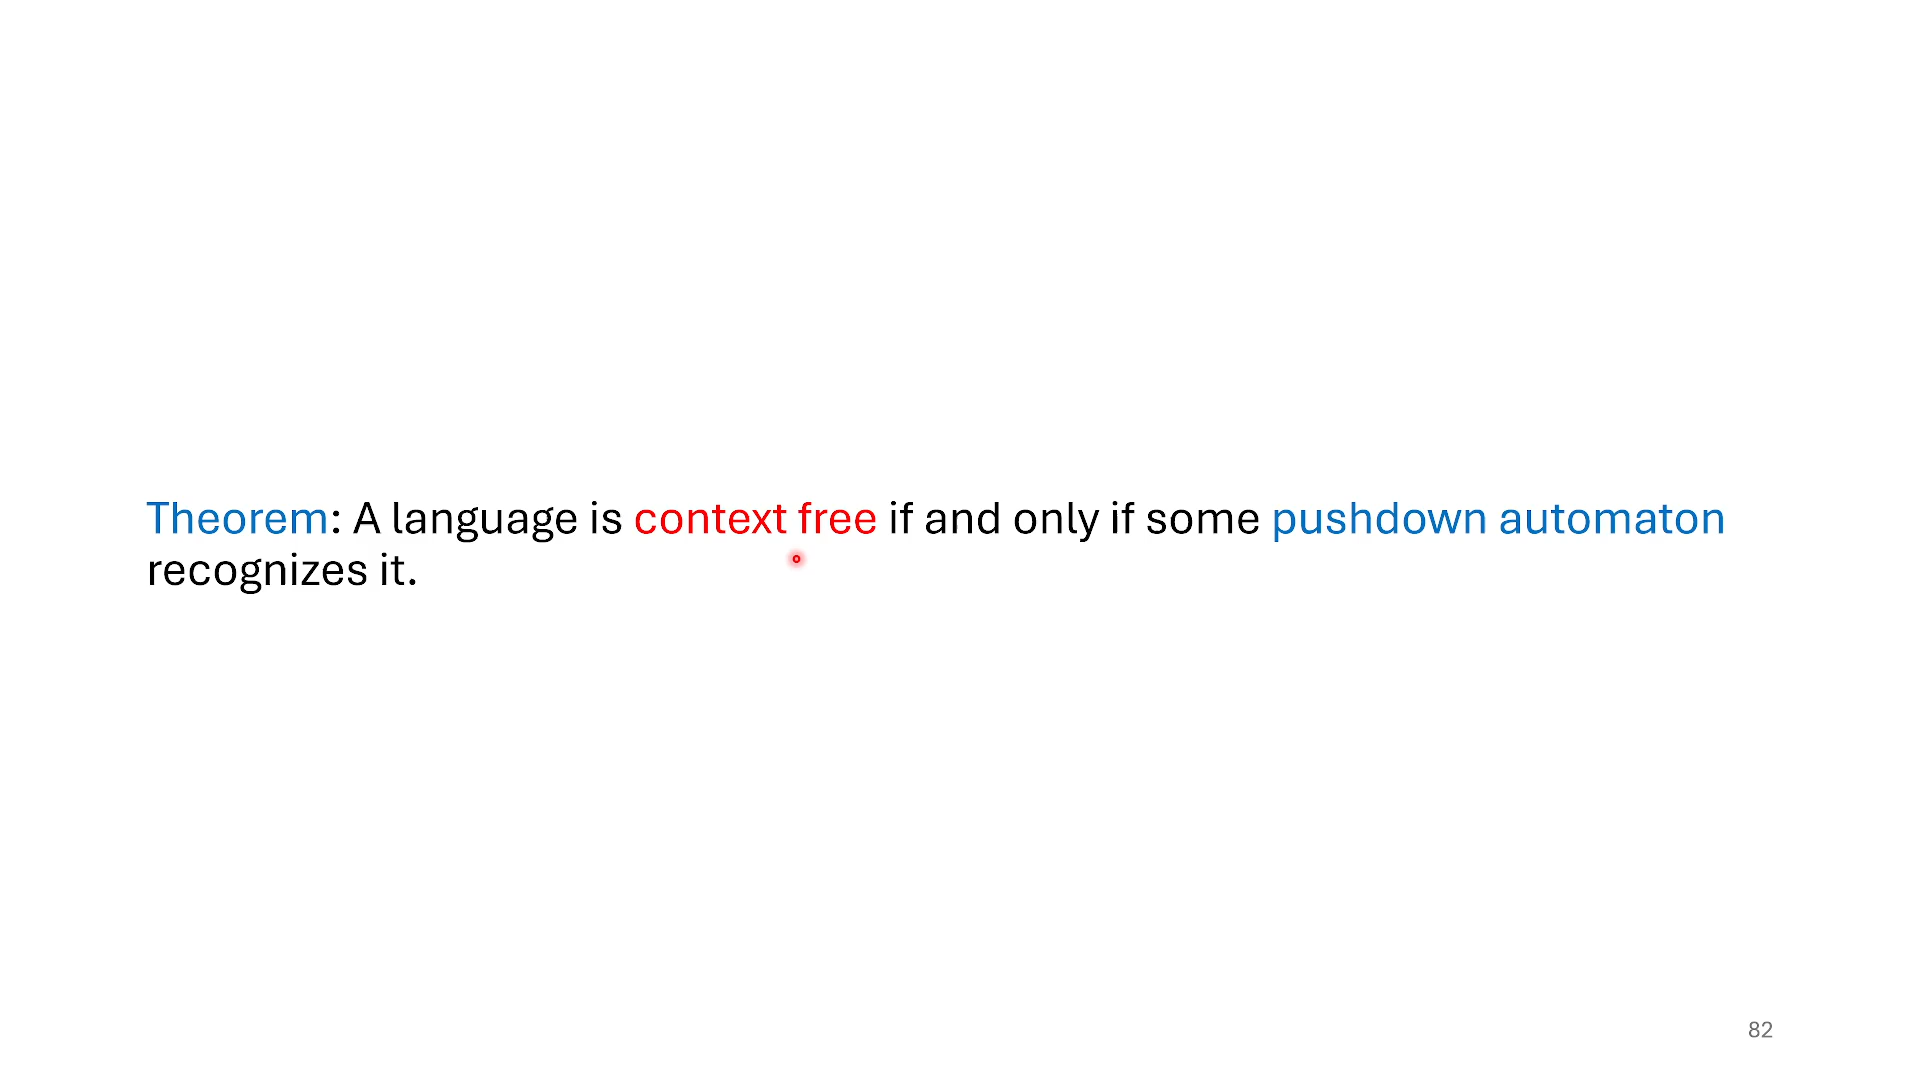 Theorem: A language is context free if and only if some pushdown automaton
recognizes it.
82